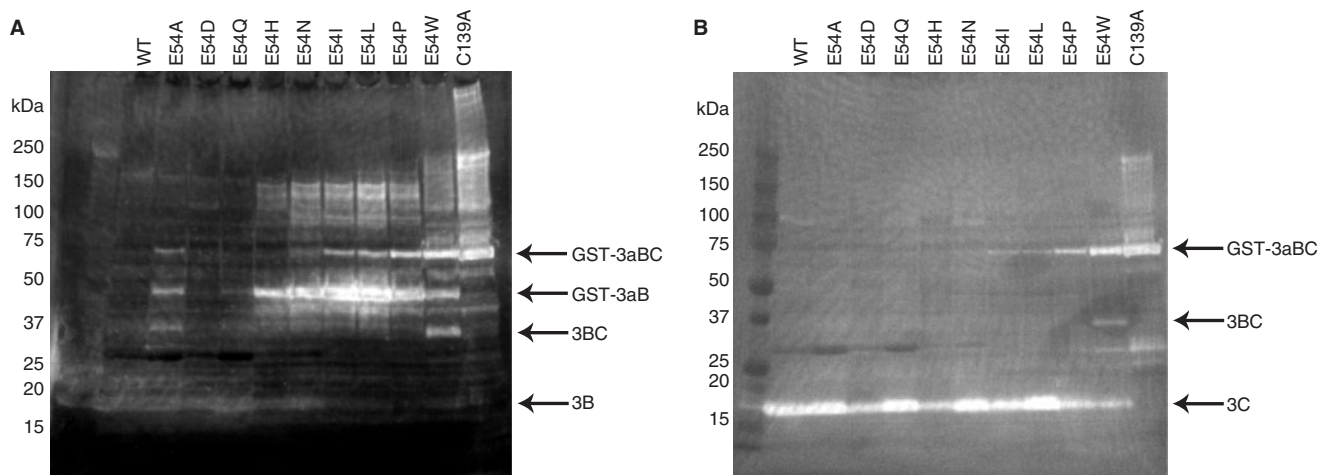 A
WT E54A E54D E54Q E54H E54N E54I E54L E54P E54W C139A
kDa
250
150
100
75
50
37
25
20
15
GST-3aBC
GST-3aB
3BC
3B
B
WT E54A E54D E54Q E54H E54N E54I E54L E54P E54W C139A
kDa
250
150
100
75
50
37
25
20
15
GST-3aBC
3BC
3C